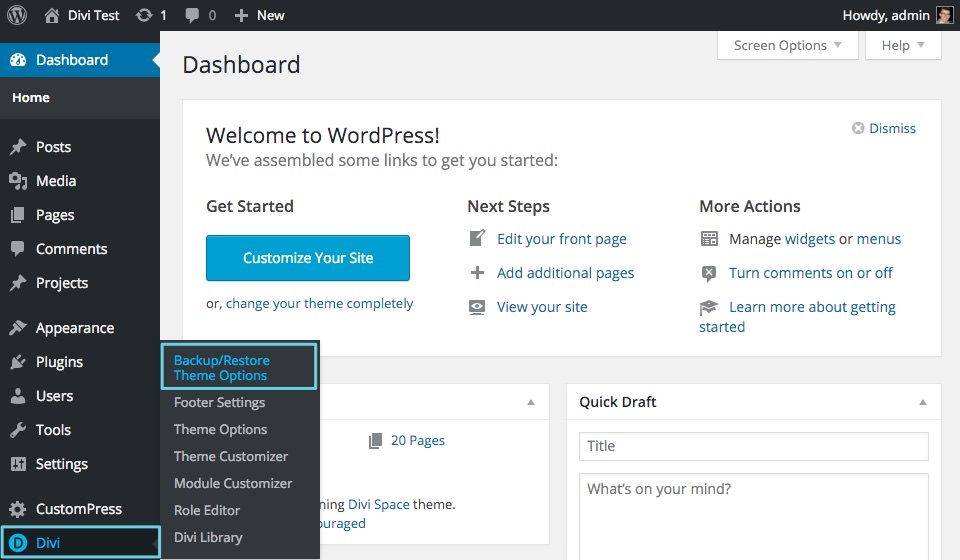 Divi Test 1 0 New Howdy, admin
Screen Options Help
Dashboard
Home
Posts
Media
Pages
Comments
Projects
Appearance
Plugins
Users
Tools
Settings
CustomPress
D Divi
Backup/Restore
Theme Options
Footer Settings
Theme Options
Theme Customizer
Module Customizer
Role Editor
Divi Library
Dashboard
Welcome to WordPress!
We've assembled some links to get you started:
Dismiss
Get Started
Customize Your Site
or, change your theme completely
Next Steps
Edit your front page
Add additional pages
View your site
More Actions
Manage widgets or menus
Turn comments on or off
Learn more about getting
started
20 Pages
ning Divi Space theme.
ouraged
Quick Draft
Title
What's on your mind?